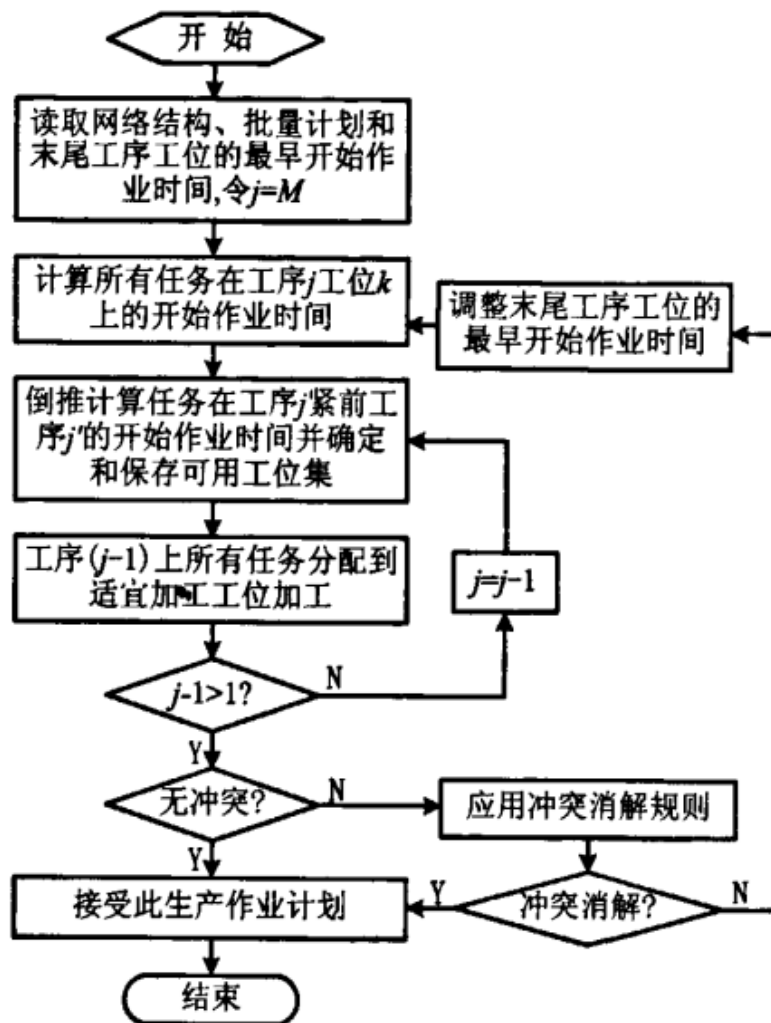 开 始
读取网络结构、批量计划和
末尾工序工位的最早开始作
业时间,令j=M
计算所有任务在工序j工位k
上的开始作业时间
调整末尾工序工位的
最早开始作业时间
倒推计算任务在工序j紧前工
序j'的开始作业时间并确定
和保存可用工位集
工序(j-1)上所有任务分配到
适宜加工工位加工
j=j-1
j-1>1?
N
Y
无冲突?
N
应用冲突消解规则
Y
接受此生产作业计划
Y
冲突消解?
N
结束